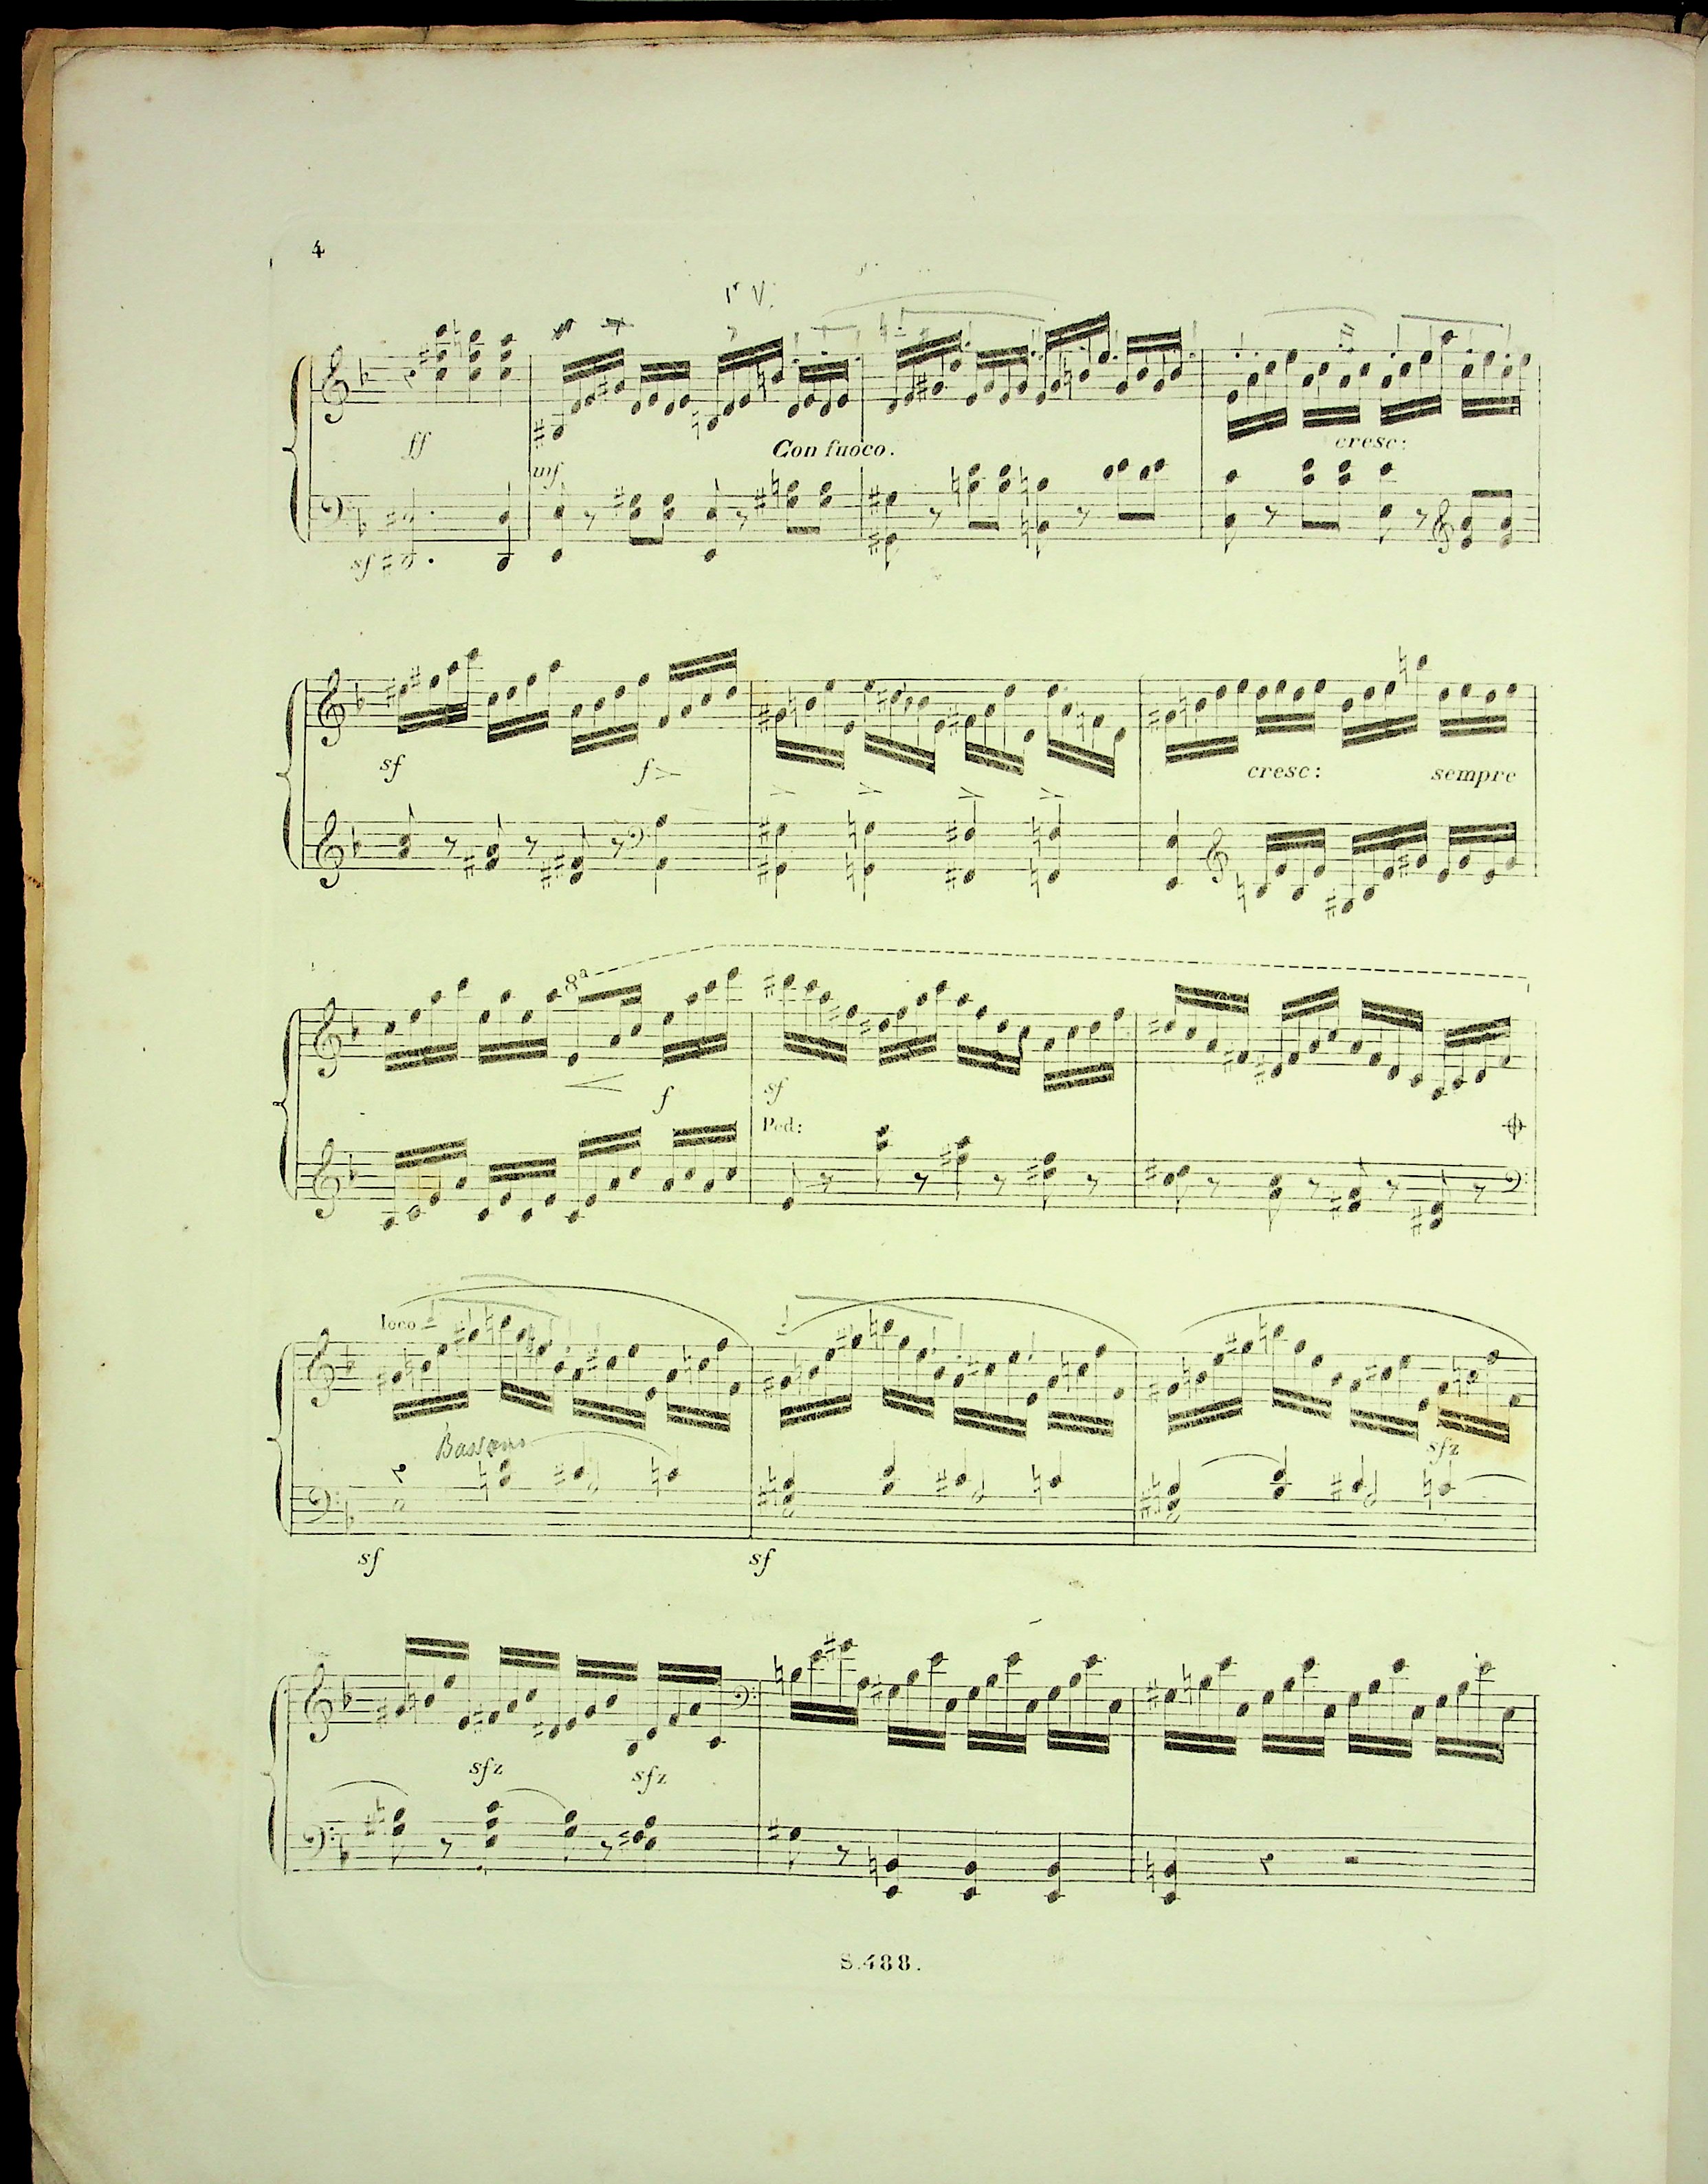 4
1r V.
ff
mf
Con fuoco.
cresc:
sf
sf
f
cresc:
sempre
8a
f
sf
Ped:
loco
Bassons
sfz
sf
sf
sfz
sfz
S.488.